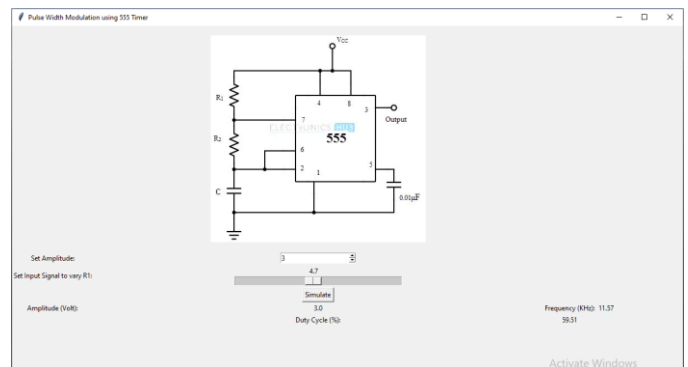 Pulse Width Modulation using 555 Timer
Vcc
R1
4 8
3
Output
7
ELECTRONICS HUB
555
R2
6
2 1 5
C
0.01µF
Set Amplitude: 3
4.7
Set Input Signal to vary R1:
Simulate
Amplitude (Volt): 3.0 Frequency (KHz): 11.57
Duty Cycle (%): 59.51
Activate Windows